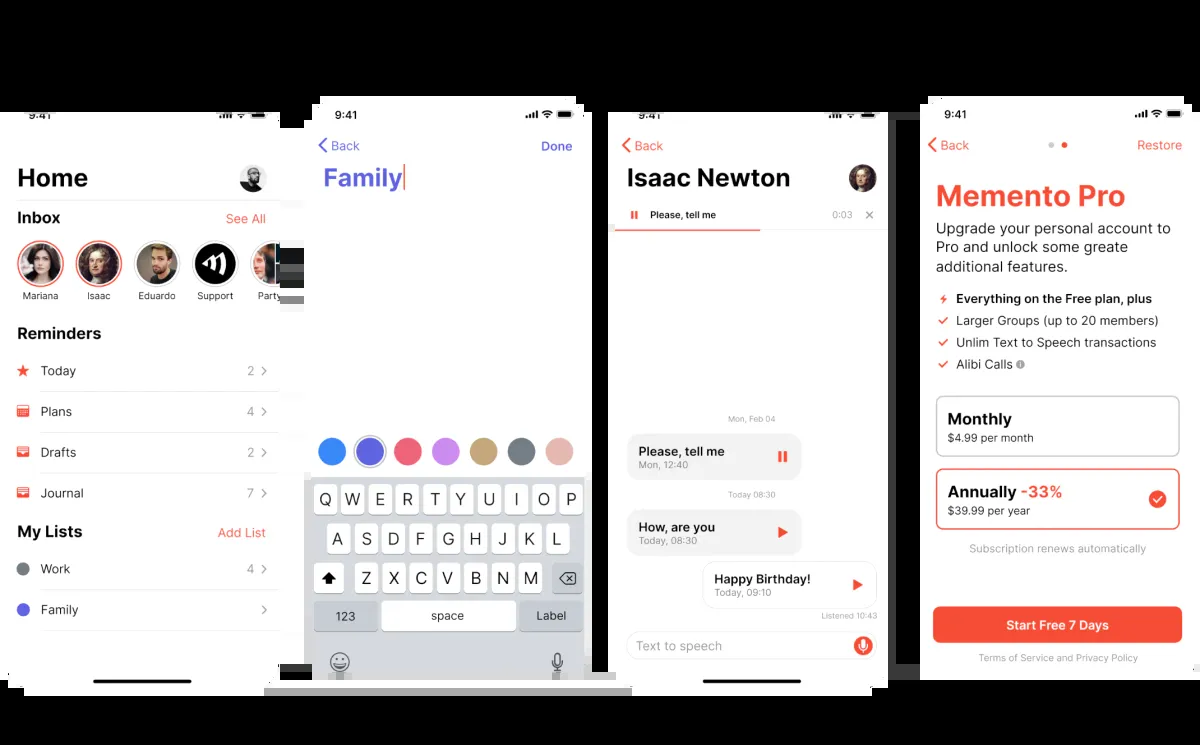 9:41
Home
Inbox
See All
Mariana
Isaac
Eduardo
Support
Party
Reminders
Today 2
Plans 4
Drafts 2
Journal 7
My Lists
Add List
Work 4
Family
9:41
Back
Done
Family
Q W E R T Y U I O P
A S D F G H J K L
Z X C V B N M
123 space Label
9:41
Back
Isaac Newton
Please, tell me 0:03
Mon, Feb 04
Please, tell me
Mon, 12:40
Today 08:30
How, are you
Today, 08:30
Happy Birthday!
Today, 09:10
Listened 10:43
Text to speech
9:41
Back
Restore
Memento Pro
Upgrade your personal account to
Pro and unlock some greate
additional features.
Everything on the Free plan, plus
Larger Groups (up to 20 members)
Unlim Text to Speech transactions
Alibi Calls
Monthly
$4.99 per month
Annually -33%
$39.99 per year
Subscription renews automatically
Start Free 7 Days
Terms of Service and Privacy Policy